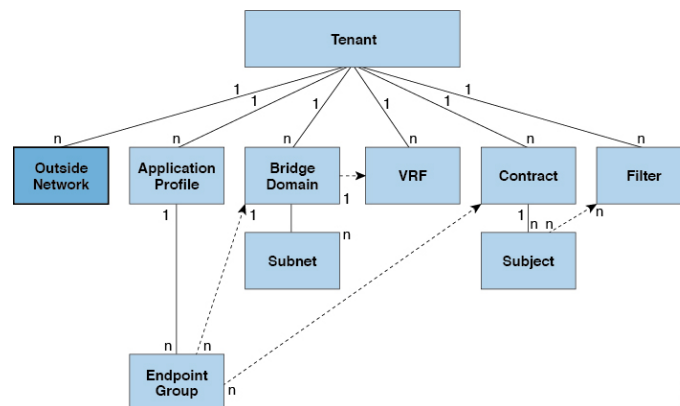 Tenant
1
1
1
1
1
1
n
n
n
n
n
n
Outside
Network
Application
Profile
Bridge
Domain
VRF
Contract
Filter
1
1
1
1
n
n
n
Subnet
n
Subject
n
n
Endpoint
Group
n